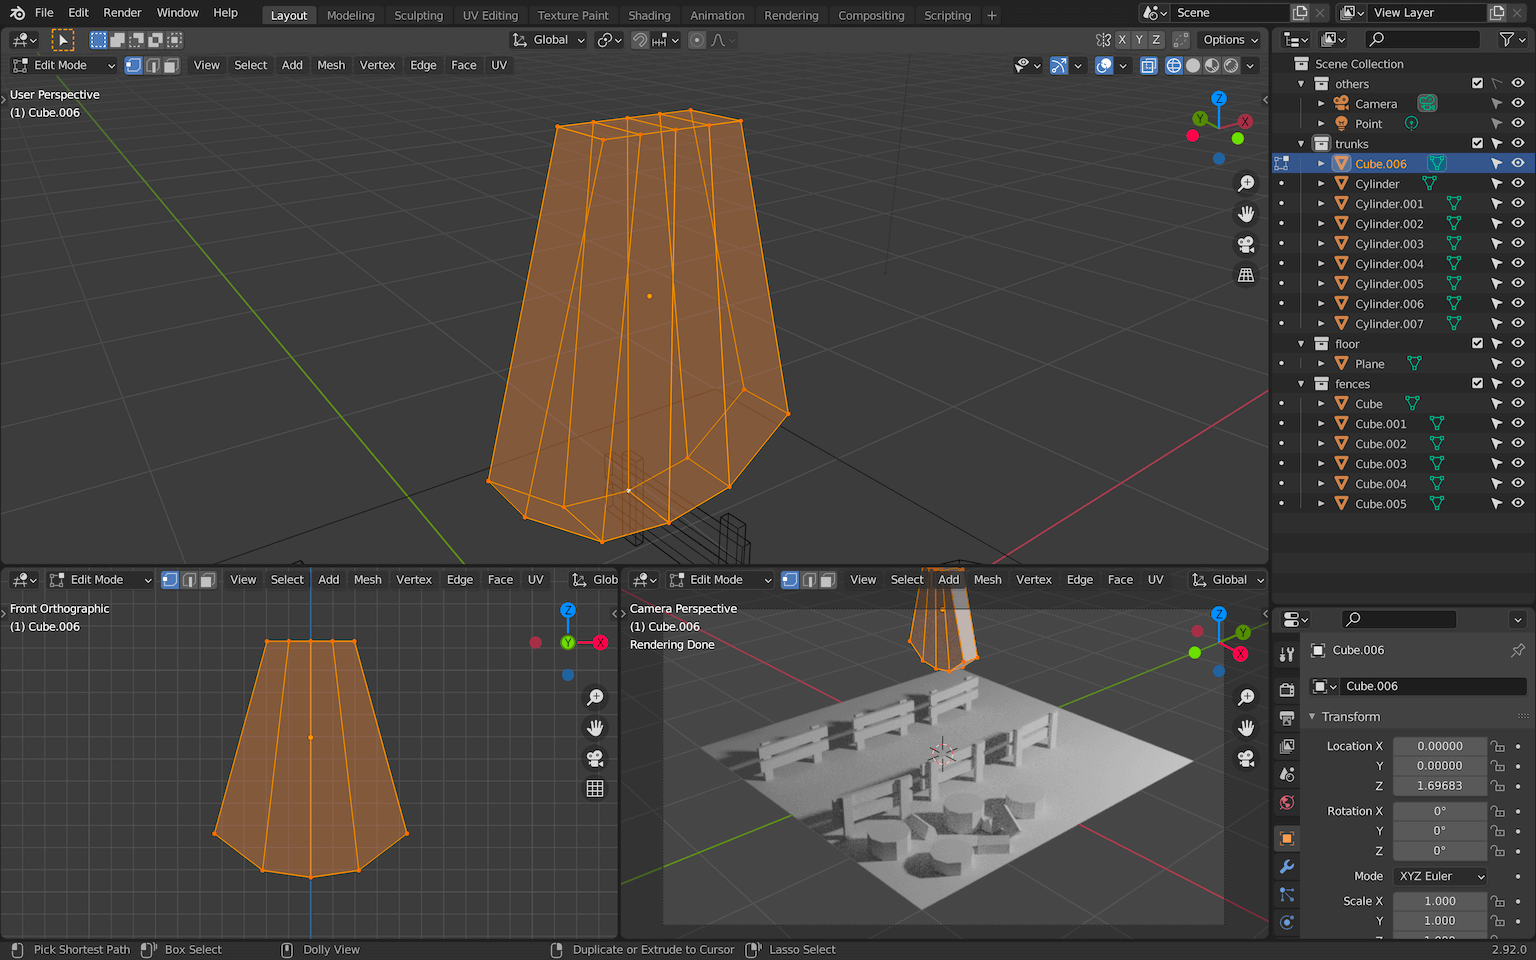 File Edit Render Window Help
Layout Modeling Sculpting UV Editing Texture Paint Shading Animation Rendering Compositing Scripting +
Scene View Layer
Global X Y Z Options
Edit Mode View Select Add Mesh Vertex Edge Face UV
User Perspective
(1) Cube.006
Z
Y
X
Scene Collection
others
Camera
Point
trunks
Cube.006
Cylinder
Cylinder.001
Cylinder.002
Cylinder.003
Cylinder.004
Cylinder.005
Cylinder.006
Cylinder.007
floor
Plane
fences
Cube
Cube.001
Cube.002
Cube.003
Cube.004
Cube.005
Edit Mode View Select Add Mesh Vertex Edge Face UV Glob
Front Orthographic
(1) Cube.006
Z
Y
X
Edit Mode View Select Add Mesh Vertex Edge Face UV Global
Camera Perspective
(1) Cube.006
Rendering Done
Z
Y
X
Cube.006
Cube.006
Transform
Location X 0.00000
Y 0.00000
Z 1.69683
Rotation X 0°
Y 0°
Z 0°
Mode XYZ Euler
Scale X 1.000
Y 1.000
Pick Shortest Path Box Select Dolly View Duplicate or Extrude to Cursor Lasso Select 2.92.0